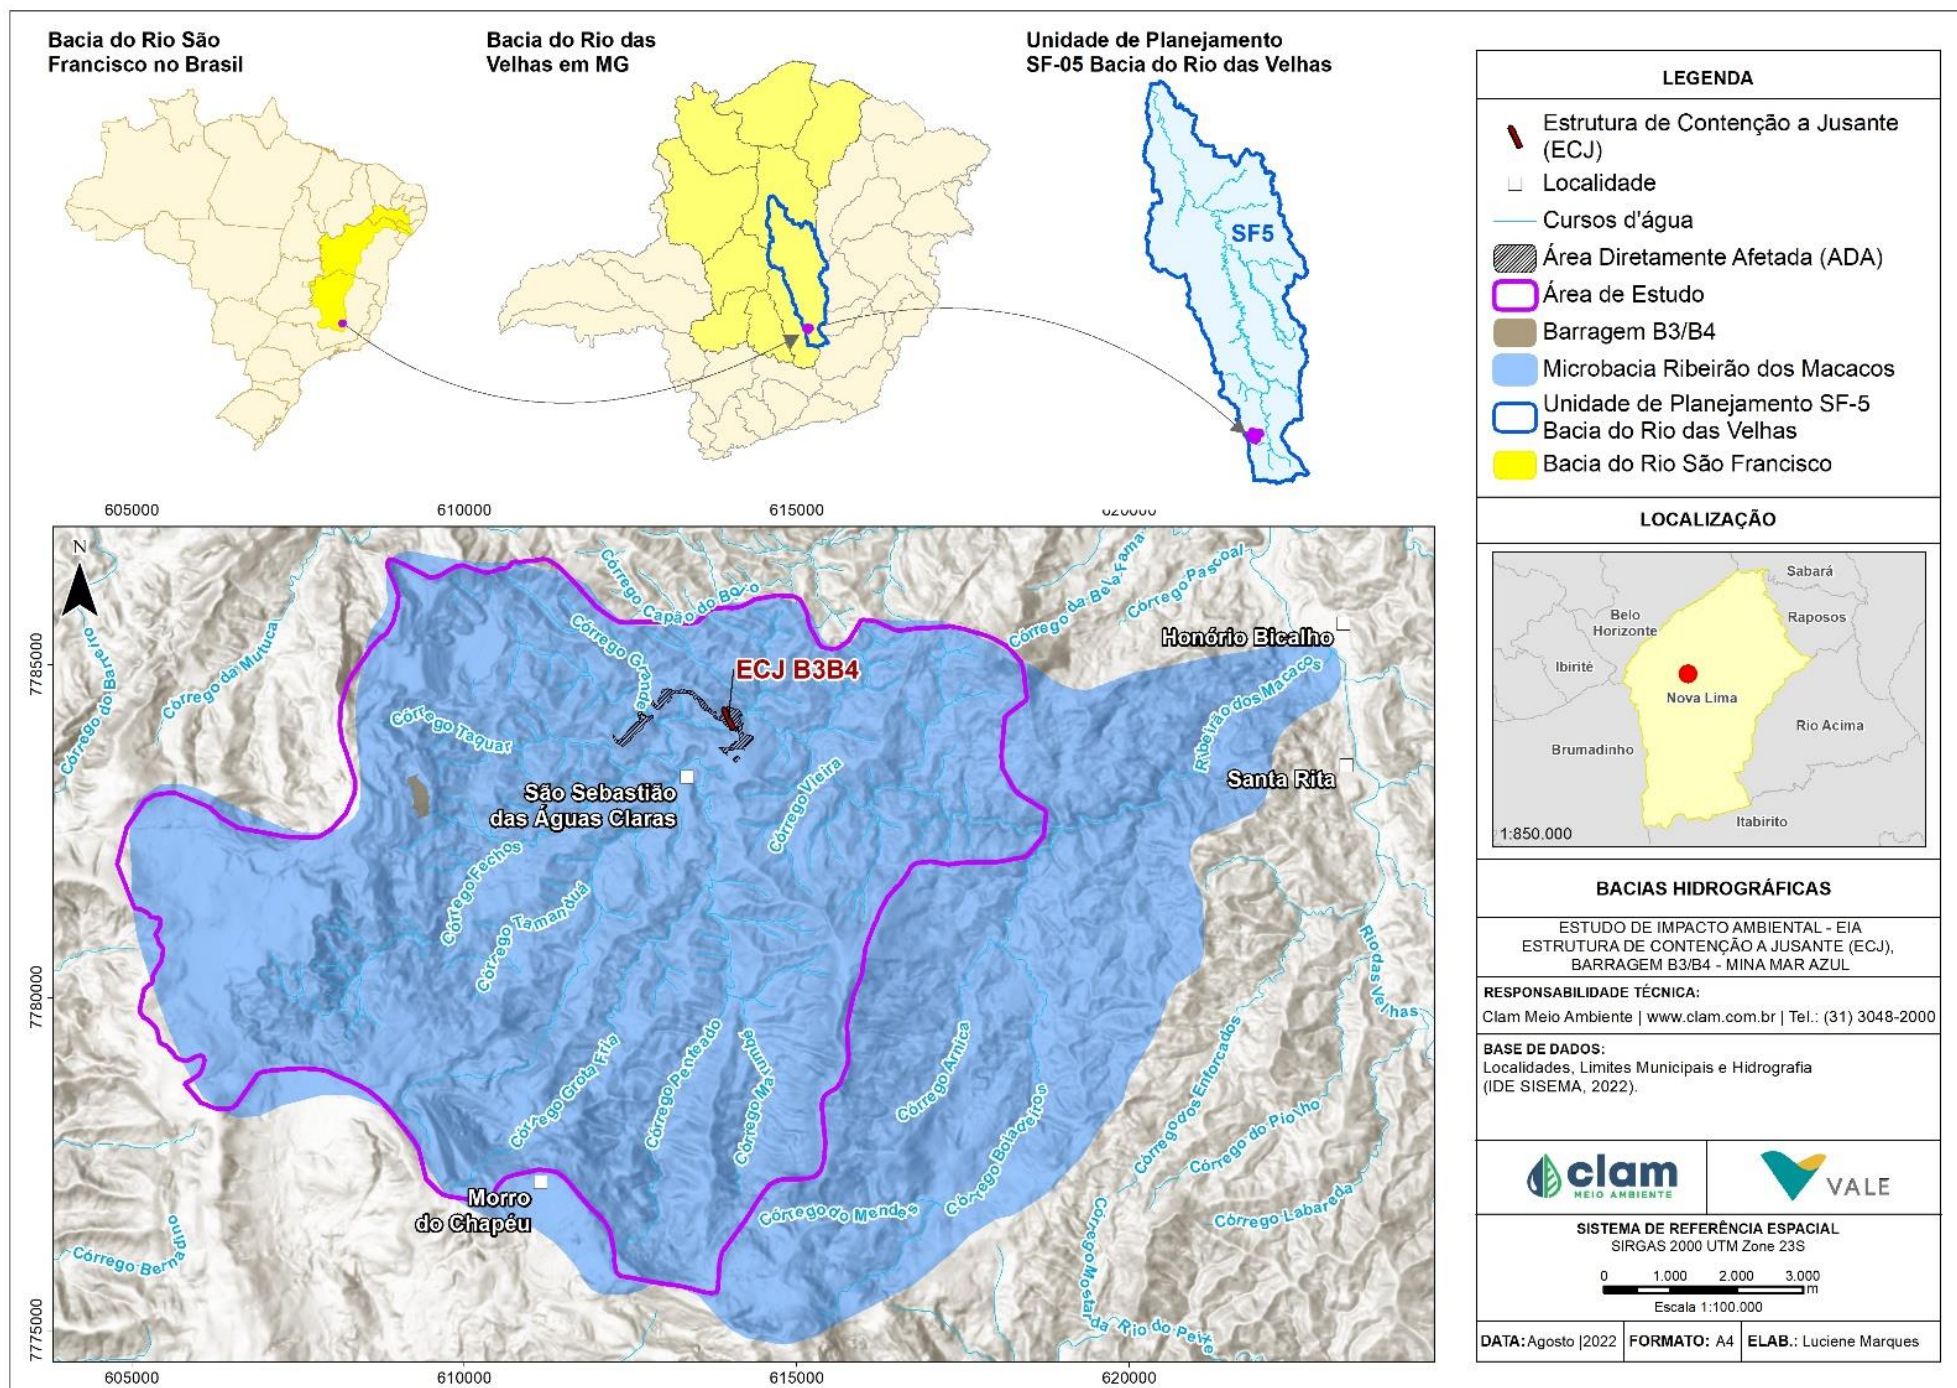 Bacia do Rio São
Francisco no Brasil
Bacia do Rio das
Velhas em MG
Unidade de Planejamento
SF-05 Bacia do Rio das Velhas
SF5
605000
610000
615000
620000
N
7785000
7780000
7775000
Córrego do Barreiro
Córrego da Mutuca
Córrego Capão do Boi
Córrego da Bela Fama
Córrego Pascoal
Honório Bicalho
Córrego Grangapa
ECJ B3B4
Ribeirão dos Macacos
Córrego Taquar
Santa Rita
São Sebastião
das Águas Claras
Córrego Vieira
Córrego Fechos
Córrego Tamanduá
Rio das Velhas
Córrego Grota Fria
Córrego Penteado
Córrego Marumbé
Córrego Arnica
Córrego Boiadeiros
Córrego dos Enforcados
Córrego do Piolho
Córrego Labareda
Morro
do Chapéu
Córrego do Mendes
Córrego Bernardino
Córrego Mostarda
Rio do Peixe
605000
610000
615000
620000
LEGENDA
Estrutura de Contenção a Jusante
(ECJ)
Localidade
Cursos d'água
Área Diretamente Afetada (ADA)
Área de Estudo
Barragem B3/B4
Microbacia Ribeirão dos Macacos
Unidade de Planejamento SF-5
Bacia do Rio das Velhas
Bacia do Rio São Francisco
LOCALIZAÇÃO
Sabará
Belo
Horizonte
Raposos
Ibirité
Nova Lima
Rio Acima
Brumadinho
Itabirito
1:850.000
BACIAS HIDROGRÁFICAS
ESTUDO DE IMPACTO AMBIENTAL - EIA
ESTRUTURA DE CONTENÇÃO A JUSANTE (ECJ),
BARRAGEM B3/B4 - MINA MAR AZUL
RESPONSABILIDADE TÉCNICA:
Clam Meio Ambiente | www.clam.com.br | Tel.: (31) 3048-2000
BASE DE DADOS:
Localidades, Limites Municipais e Hidrografia
(IDE SISEMA, 2022).
clam
MEIO AMBIENTE
VALE
SISTEMA DE REFERÊNCIA ESPACIAL
SIRGAS 2000 UTM Zone 23S
0 1.000 2.000 3.000
m
Escala 1:100.000
DATA: Agosto |2022
FORMATO: A4
ELAB.: Luciene Marques